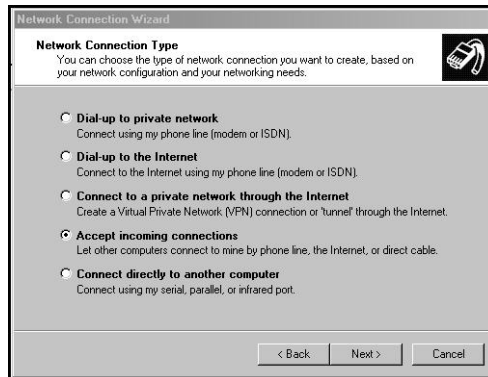 Network Connection Wizard
Network Connection Type
You can choose the type of network connection you want to create, based on
your network configuration and your networking needs.
Dial-up to private network
Connect using my phone line (modem or ISDN).
Dial-up to the Internet
Connect to the Internet using my phone line (modem or ISDN).
Connect to a private network through the Internet
Create a Virtual Private Network (VPN) connection or 'tunnel' through the Internet.
Accept incoming connections
Let other computers connect to mine by phone line, the Internet, or direct cable.
Connect directly to another computer
Connect using my serial, parallel, or infrared port.
< Back Next > Cancel